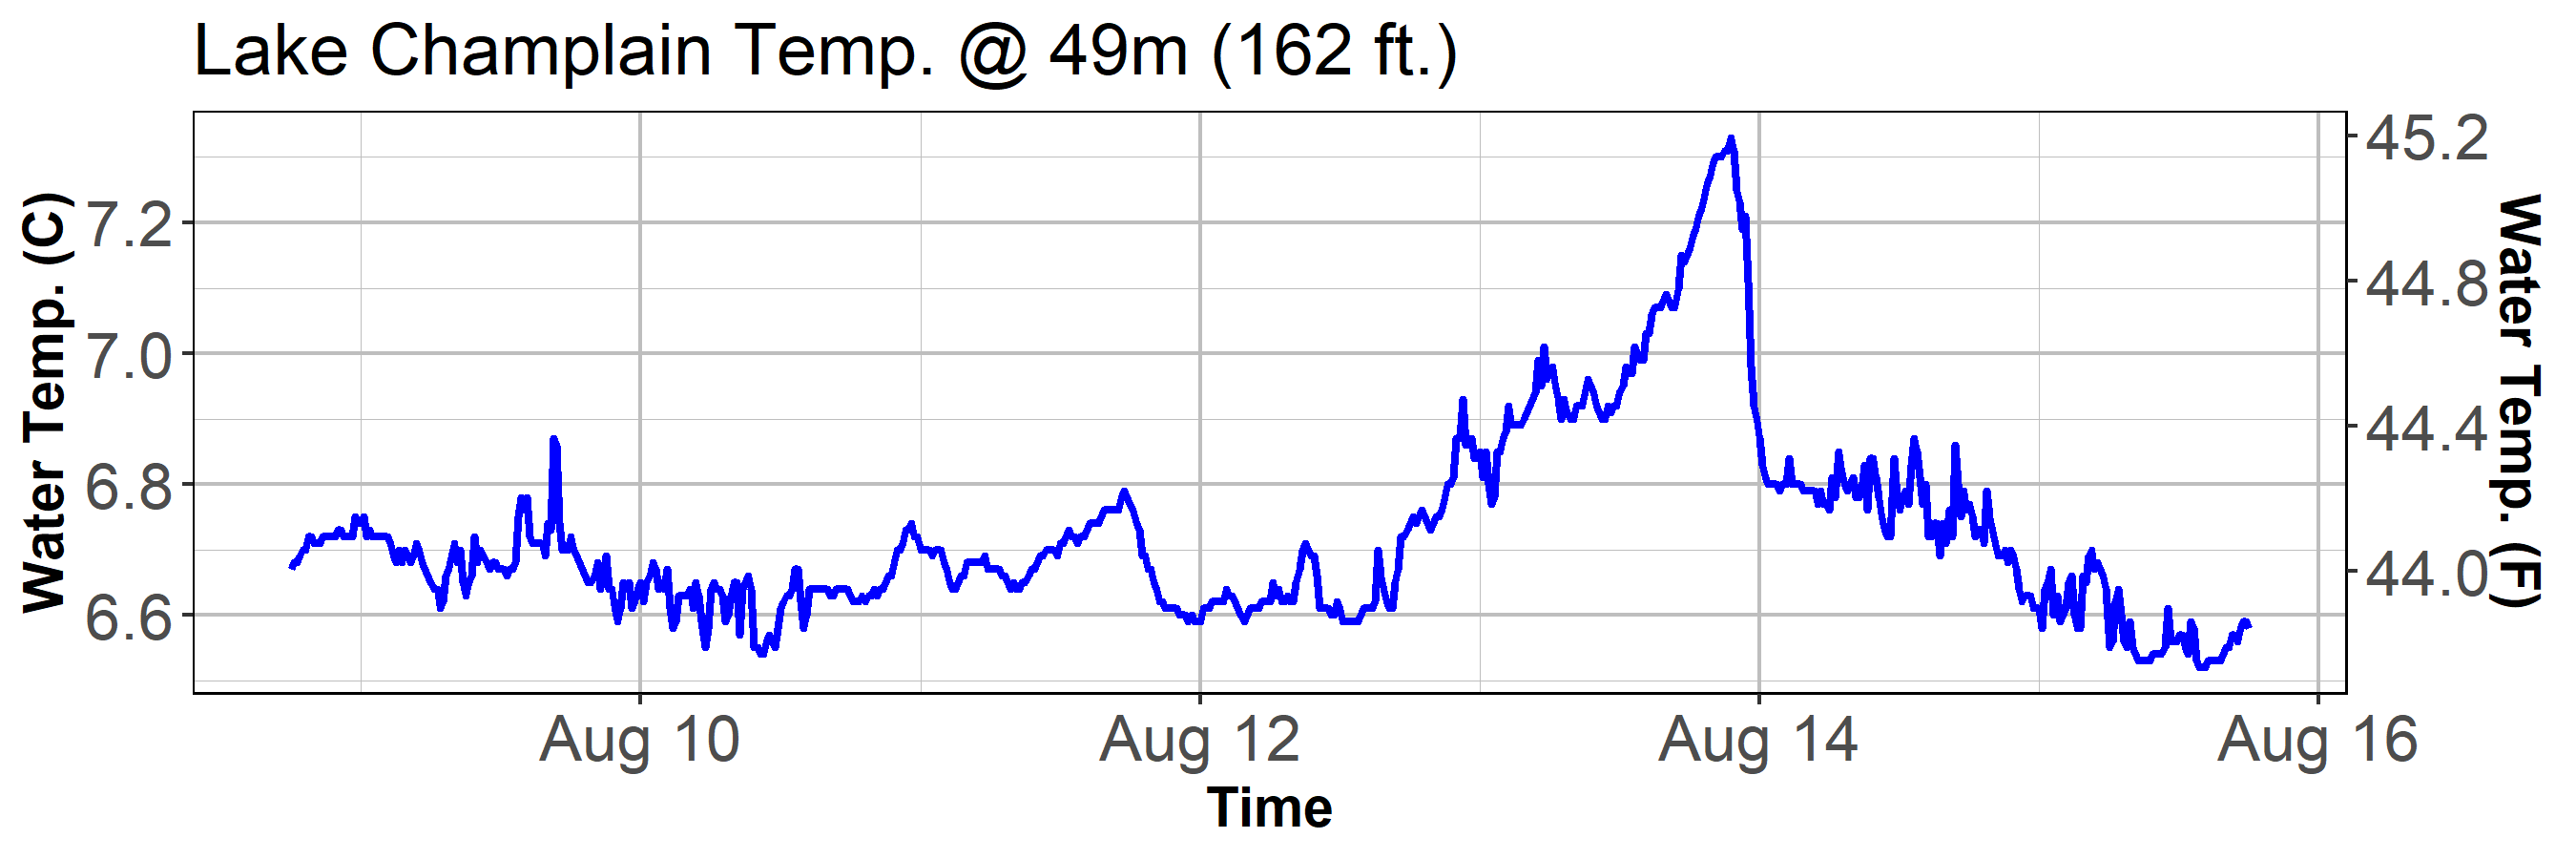 Lake Champlain Temp. @ 49m (162 ft.)
Water Temp. (C)
7.2
7.0
6.8
6.6
45.2
44.8
44.4
44.0
Water Temp. (F)
Aug 10
Aug 12
Aug 14
Aug 16
Time